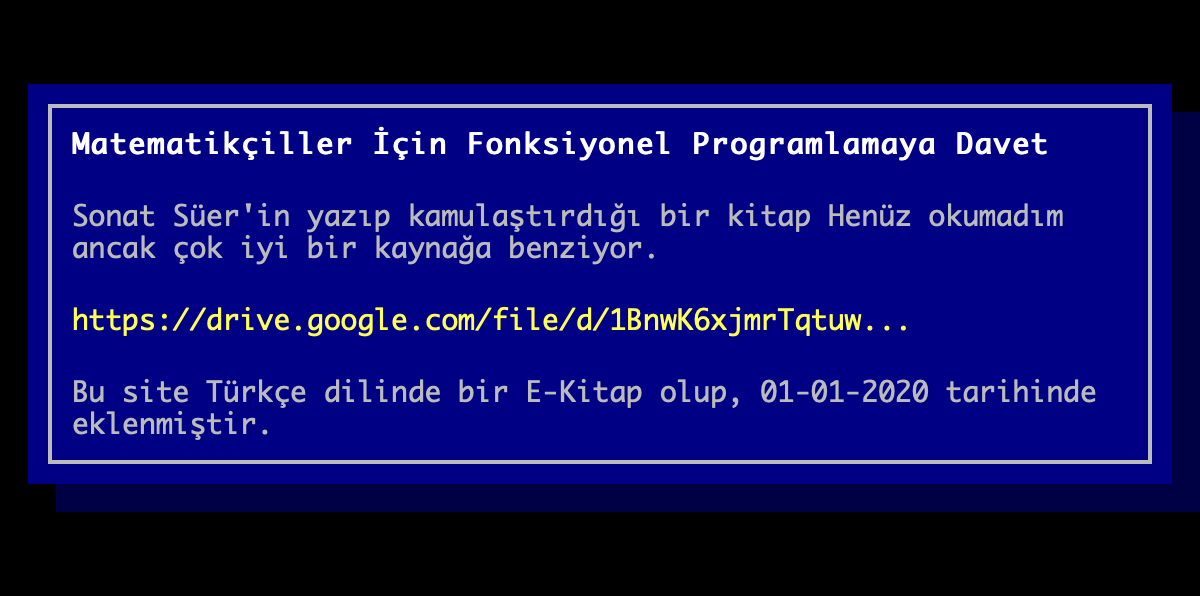 Matematikçiller İçin Fonksiyonel Programlamaya Davet
Sonat Süer'in yazıp kamulaştırdığı bir kitap Henüz okumadım
ancak çok iyi bir kaynağa benziyor.
https://drive.google.com/file/d/1BnwK6xjmrTqtuw...
Bu site Türkçe dilinde bir E-Kitap olup, 01-01-2020 tarihinde
eklenmiştir.